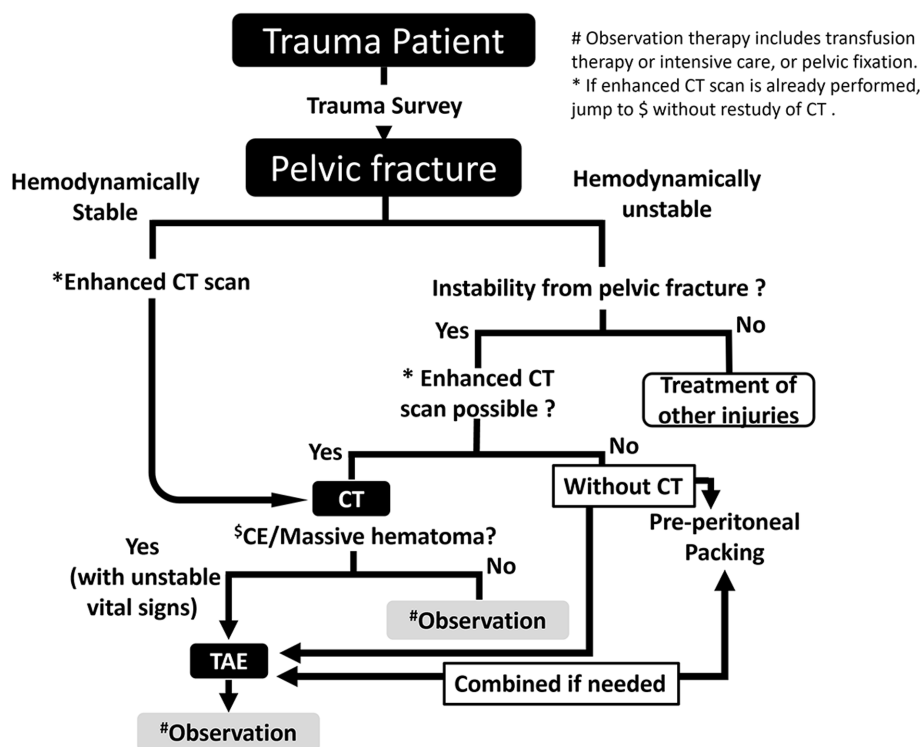 Trauma Patient
# Observation therapy includes transfusion
therapy or intensive care, or pelvic fixation.
* If enhanced CT scan is already performed,
jump to $ without restudy of CT .
Trauma Survey
Pelvic fracture
Hemodynamically
Stable
Hemodynamically
unstable
*Enhanced CT scan
Instability from pelvic fracture ?
Yes
No
* Enhanced CT
scan possible ?
Treatment of
other injuries
Yes
No
CT
Without CT
Pre-peritoneal
Packing
$CE/Massive hematoma?
Yes
(with unstable
vital signs)
No
#Observation
TAE
Combined if needed
#Observation